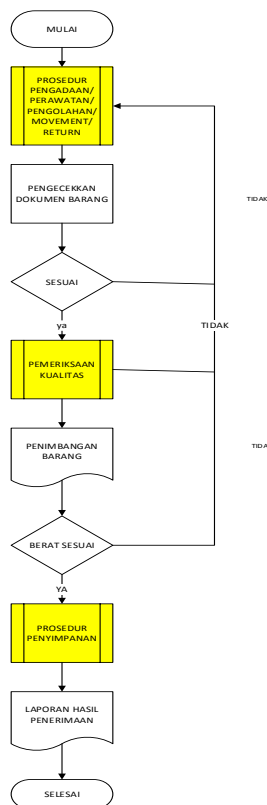 MULAI
PROSEDUR
PENGADAAN/
PERAWATAN/
PENGOLAHAN/
MOVEMENT/
RETURN
PENGECEKKAN
DOKUMEN BARANG
TIDAK
SESUAI
ya
TIDAK
PEMERIKSAAN
KUALITAS
PENIMBANGAN
BARANG
TIDA
BERAT SESUAI
YA
PROSEDUR
PENYIMPANAN
LAPORAN HASIL
PENERIMAAN
SELESAI